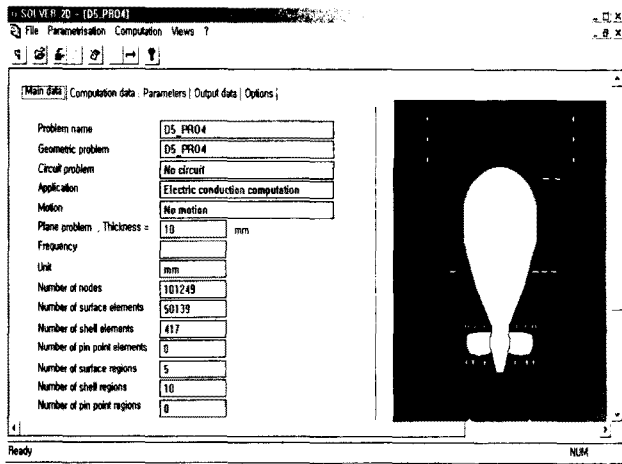 SOLVER_2D - [D5_PRO4]
File Parametrisation Computation Views ?
Main data Computation data Parameters Output data Options
Problem name D5_PRO4
Geometric problem D5_PRO4
Circuit problem No circuit
Application Electric conduction computation
Motion No motion
Plane problem , Thickness = 10 mm
Frequency
Unit mm
Number of nodes 101249
Number of surface elements 50139
Number of shell elements 417
Number of pin point elements 0
Number of surface regions 5
Number of shell regions 10
Number of pin point regions 0
Ready NUM